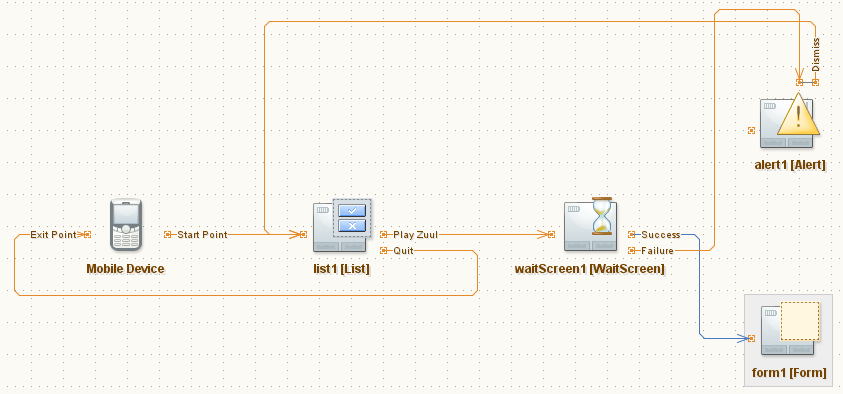 Dismiss
alert1 [Alert]
Exit Point
Start Point
Play Zuul
Quit
Success
Failure
Mobile Device
list1 [List]
waitScreen1 [WaitScreen]
form1 [Form]